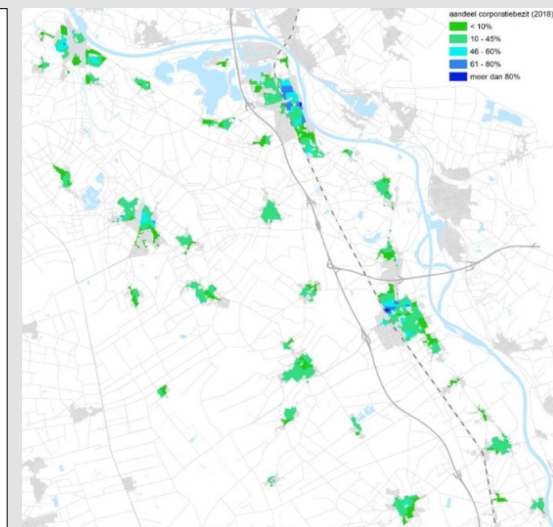 aandeel corporatiebezit (2018)
< 10%
10 - 45%
46 - 60%
61 - 80%
meer dan 80%